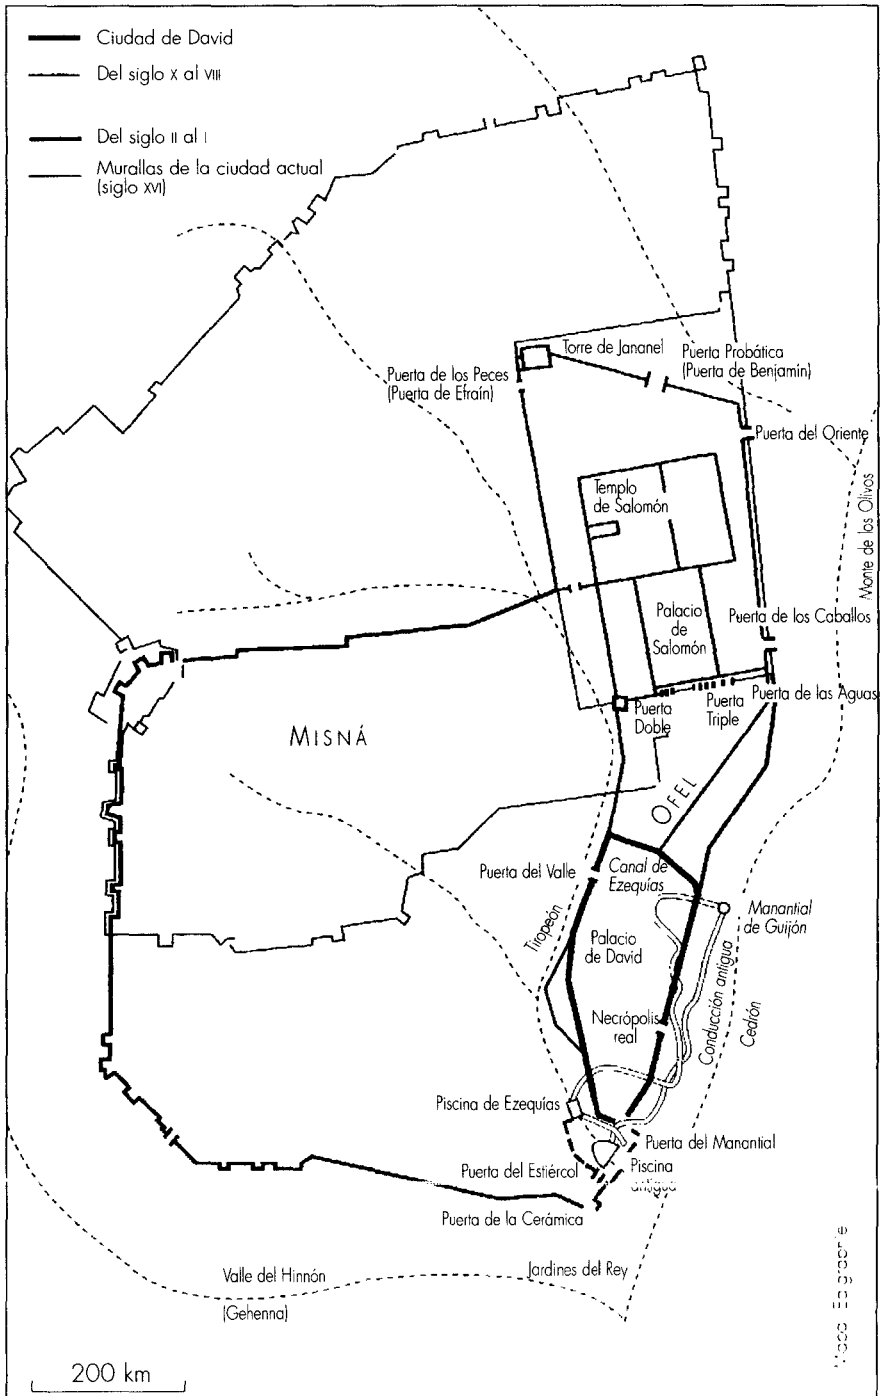 Ciudad de David
Del siglo X al VIII
Del siglo II al I
Murallas de la ciudad actual
(siglo XVI)
Torre de Jananel
Puerta Probática
(Puerta de Benjamín)
Puerta de los Peces
(Puerta de Efraín)
Puerta del Oriente
Templo
de Salomón
Monte de los Olivos
Palacio
de
Salomón
Puerta de los Caballos
Puerta de las Aguas
Puerta
Doble
Puerta
Triple
MISNÁ
OFEL
Puerta del Valle
Canal de
Ezequías
Manantial
de Guijón
Tiropeón
Palacio
de David
Conducción antigua
Cedrón
Necrópolis
real
Piscina de Ezequías
Puerta del Manantial
Puerta del Estiércol
Piscina
antigua
Puerta de la Cerámica
Valle del Hinnón
(Gehenna)
Jardines del Rey
200 km